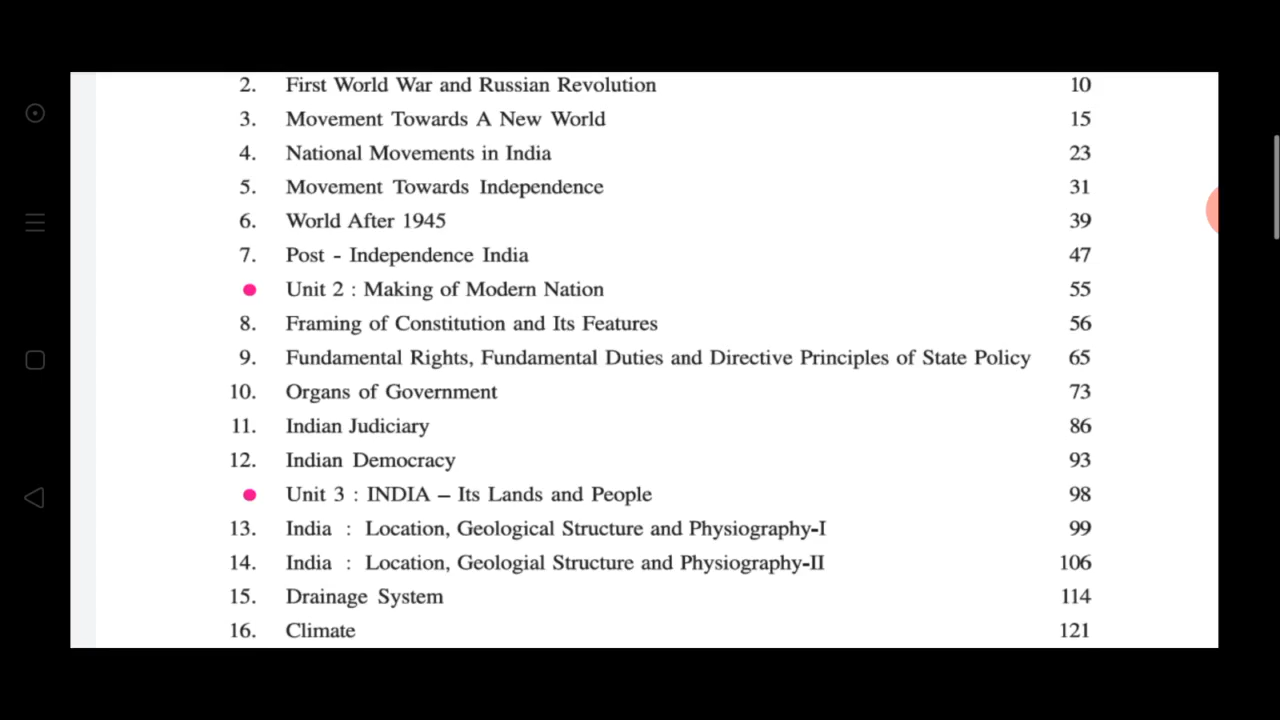 2. First World War and Russian Revolution 10
3. Movement Towards A New World 15
4. National Movements in India 23
5. Movement Towards Independence 31
6. World After 1945 39
7. Post - Independence India 47
Unit 2 : Making of Modern Nation 55
8. Framing of Constitution and Its Features 56
9. Fundamental Rights, Fundamental Duties and Directive Principles of State Policy 65
10. Organs of Government 73
11. Indian Judiciary 86
12. Indian Democracy 93
Unit 3 : INDIA – Its Lands and People 98
13. India : Location, Geological Structure and Physiography-I 99
14. India : Location, Geologial Structure and Physiography-II 106
15. Drainage System 114
16. Climate 121